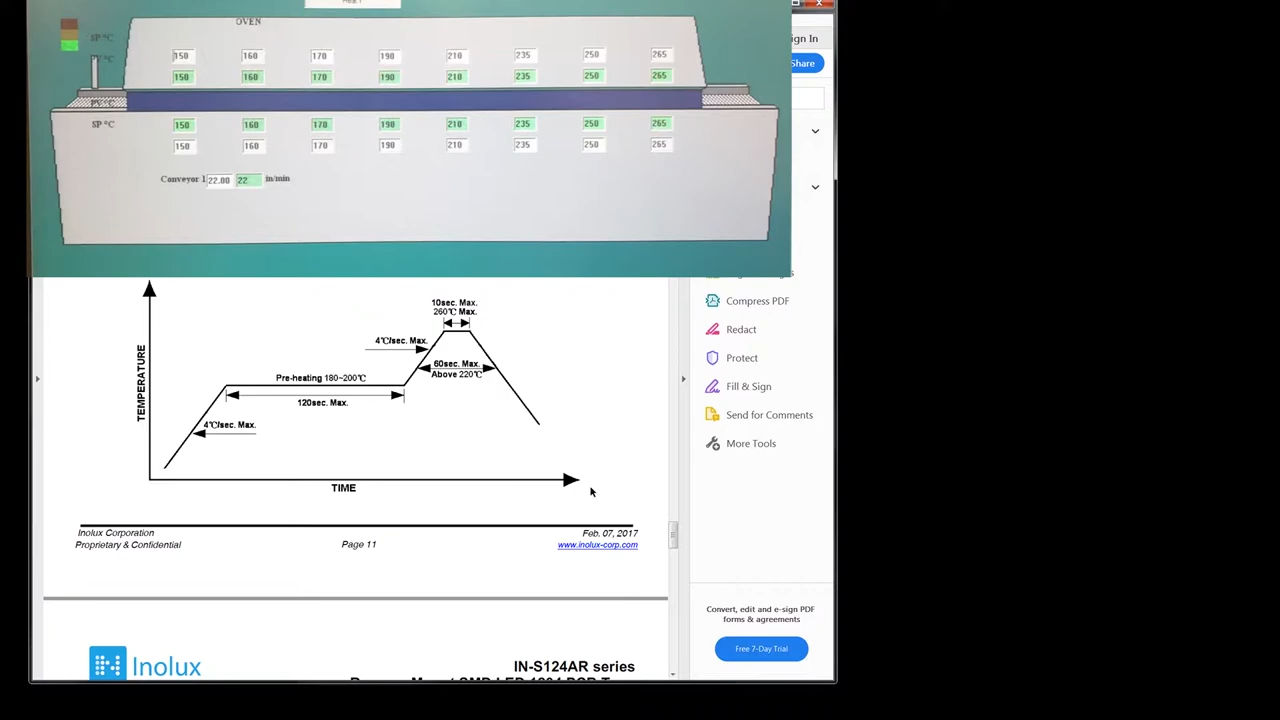 OVEN
SP °C
150 160 170 190 210 235 250 265
150 160 170 190 210 235 250 265
SP °C
150 160 170 190 210 235 250 265
150 160 170 190 210 235 250 265
Conveyor 1 22.00 22 in/min
Share
Compress PDF
Redact
Protect
Fill & Sign
Send for Comments
More Tools
Convert, edit and e-sign PDF
forms & agreements
Free 7-Day Trial
10sec. Max.
260℃ Max.
4℃/sec. Max.
60sec. Max.
Above 220℃
Pre-heating 180~200℃
120sec. Max.
4℃/sec. Max.
TEMPERATURE
TIME
Inolux Corporation
Proprietary & Confidential
Page 11
Feb. 07, 2017
www.inolux-corp.com
Inolux
IN-S124AR series